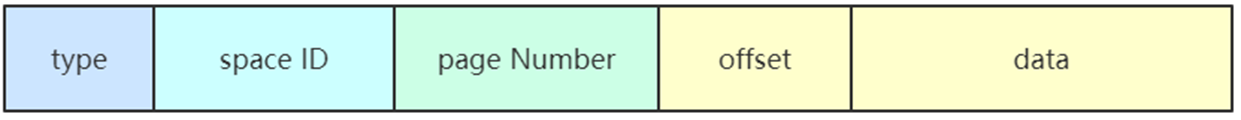 type space ID page Number offset data